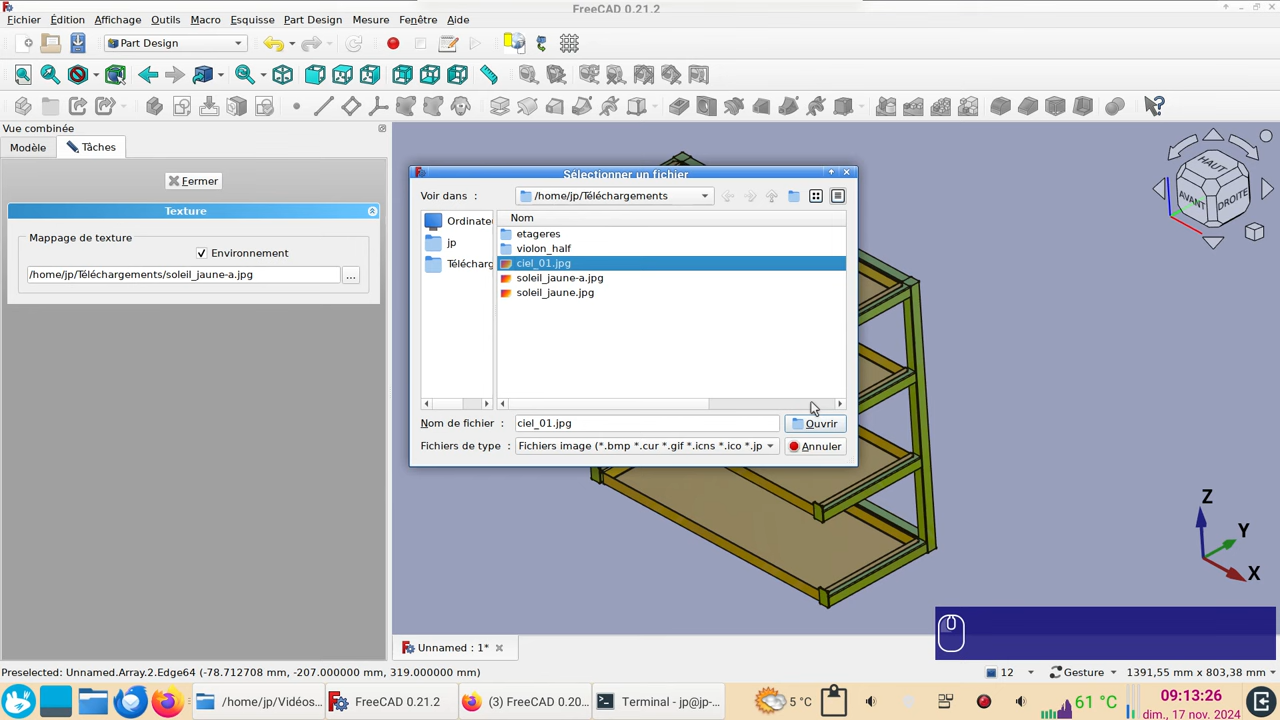 FreeCAD 0.21.2
Fichier Édition Affichage Outils Macro Esquisse Part Design Mesure Fenêtre Aide
Part Design
Vue combinée
Modèle Tâches
Fermer
Texture
Mappage de texture
Environnement
/home/jp/Téléchargements/soleil_jaune-a.jpg ...
Sélectionner un fichier
Voir dans : /home/jp/Téléchargements
Ordinate
jp
Téléchar
Nom
etageres
violon_half
ciel_01.jpg
soleil_jaune-a.jpg
soleil_jaune.jpg
Nom de fichier : ciel_01.jpg Ouvrir
Fichiers de type : Fichiers image (*.bmp *.cur *.gif *.icns *.ico *.jp Annuler
HAUT
AVANT
DROITE
Z
Y
X
Unnamed : 1*
Preselected: Unnamed.Array.2.Edge64 (-78.712708 mm, -207.000000 mm, 319.000000 mm) 12 Gesture 1391,55 mm x 803,38 mm
/home/jp/Vidéos... FreeCAD 0.21.2 (3) FreeCAD 0.20... Terminal - jp@jp-... 5 °C 61 °C 09:13:26
dim., 17 nov. 2024